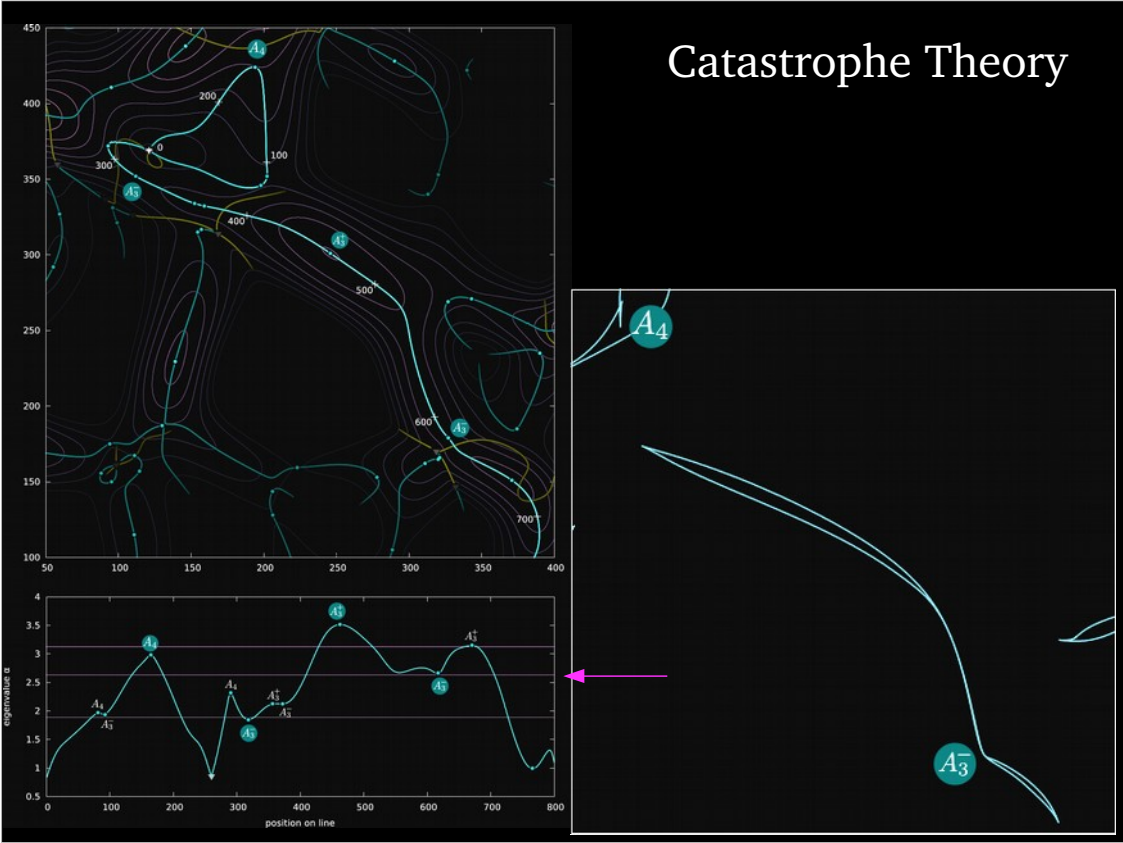 Catastrophe Theory
450
400
350
300
250
200
150
100
50
100
150
200
250
300
350
400
A₄
200
0
100
300
A₃⁻
400
A₃⁺
500
600
A₃⁻
700
A₄
A₃⁻
4
3.5
3
2.5
2
1.5
1
0.5
eigenvalue α
A₄
A₃⁻
A₄
A₄
A₃⁻
A₃⁺
A₃⁻
A₃⁺
A₃⁻
A₃⁺
0
100
200
300
400
500
600
700
800
position on line